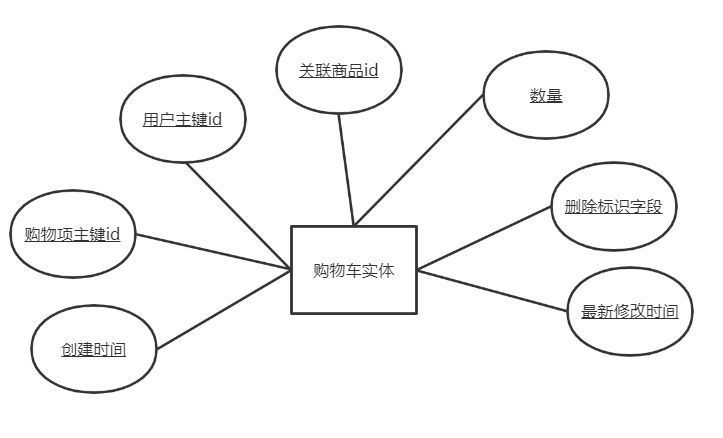 关联商品id
数量
用户主键id
删除标识字段
购物项主键id
购物车实体
最新修改时间
创建时间